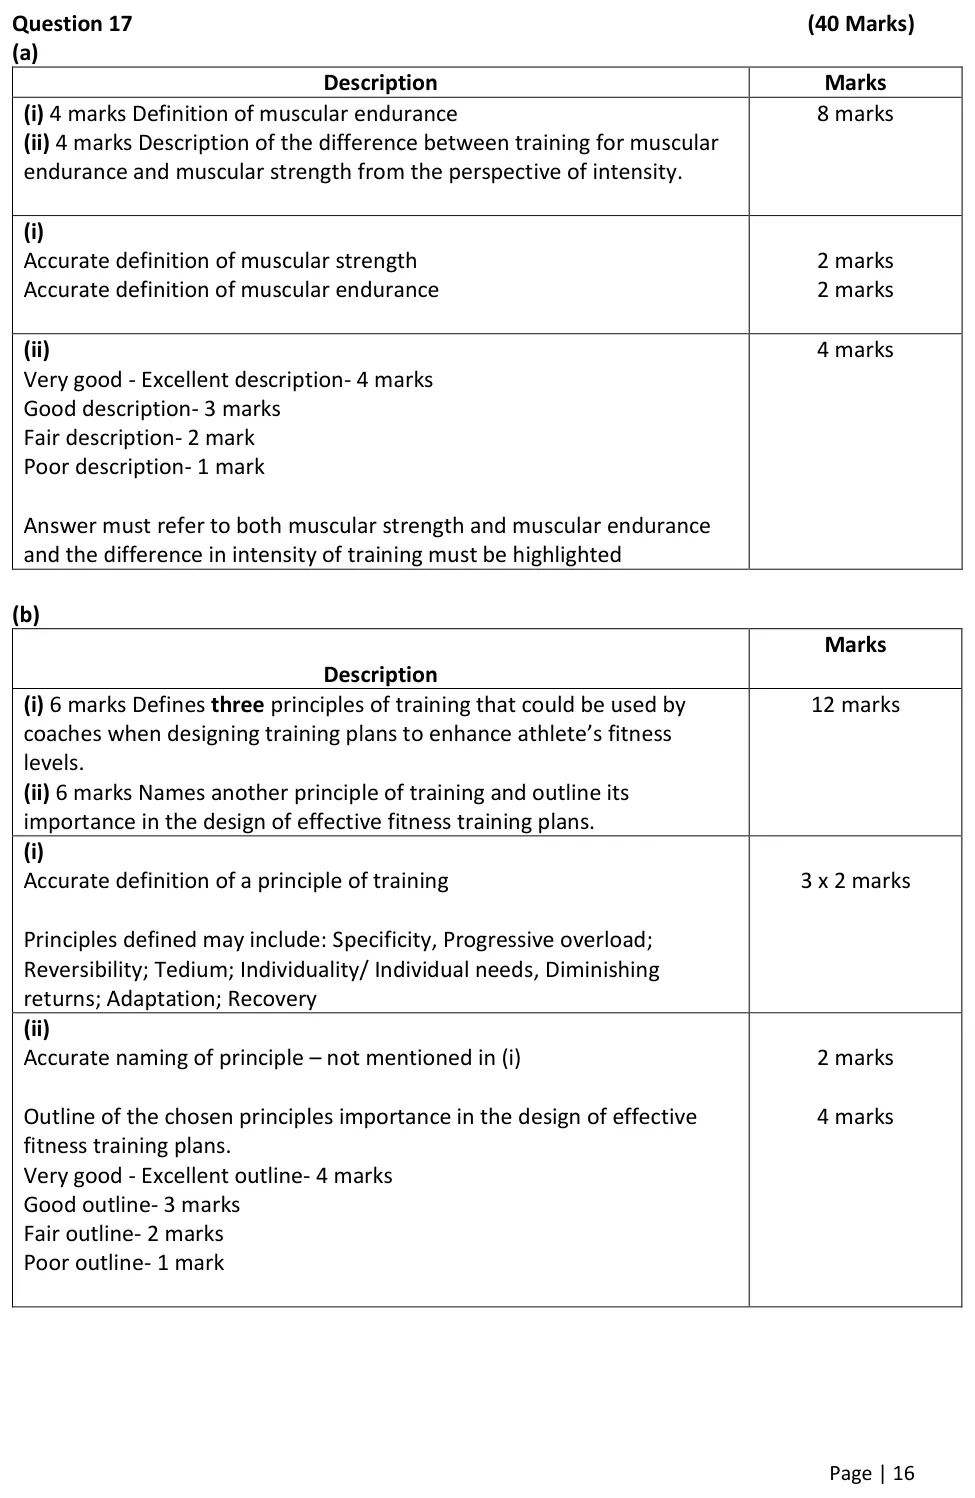 Question 17 (40 Marks)
(a)
Description Marks
(i) 4 marks Definition of muscular endurance 8 marks
(ii) 4 marks Description of the difference between training for muscular
endurance and muscular strength from the perspective of intensity.
(i)
Accurate definition of muscular strength 2 marks
Accurate definition of muscular endurance 2 marks
(ii) 4 marks
Very good - Excellent description- 4 marks
Good description- 3 marks
Fair description- 2 mark
Poor description- 1 mark
Answer must refer to both muscular strength and muscular endurance
and the difference in intensity of training must be highlighted
(b)
Marks
Description
(i) 6 marks Defines three principles of training that could be used by 12 marks
coaches when designing training plans to enhance athlete’s fitness
levels.
(ii) 6 marks Names another principle of training and outline its
importance in the design of effective fitness training plans.
(i)
Accurate definition of a principle of training 3 x 2 marks
Principles defined may include: Specificity, Progressive overload;
Reversibility; Tedium; Individuality/ Individual needs, Diminishing
returns; Adaptation; Recovery
(ii)
Accurate naming of principle – not mentioned in (i) 2 marks
Outline of the chosen principles importance in the design of effective 4 marks
fitness training plans.
Very good - Excellent outline- 4 marks
Good outline- 3 marks
Fair outline- 2 marks
Poor outline- 1 mark
Page | 16